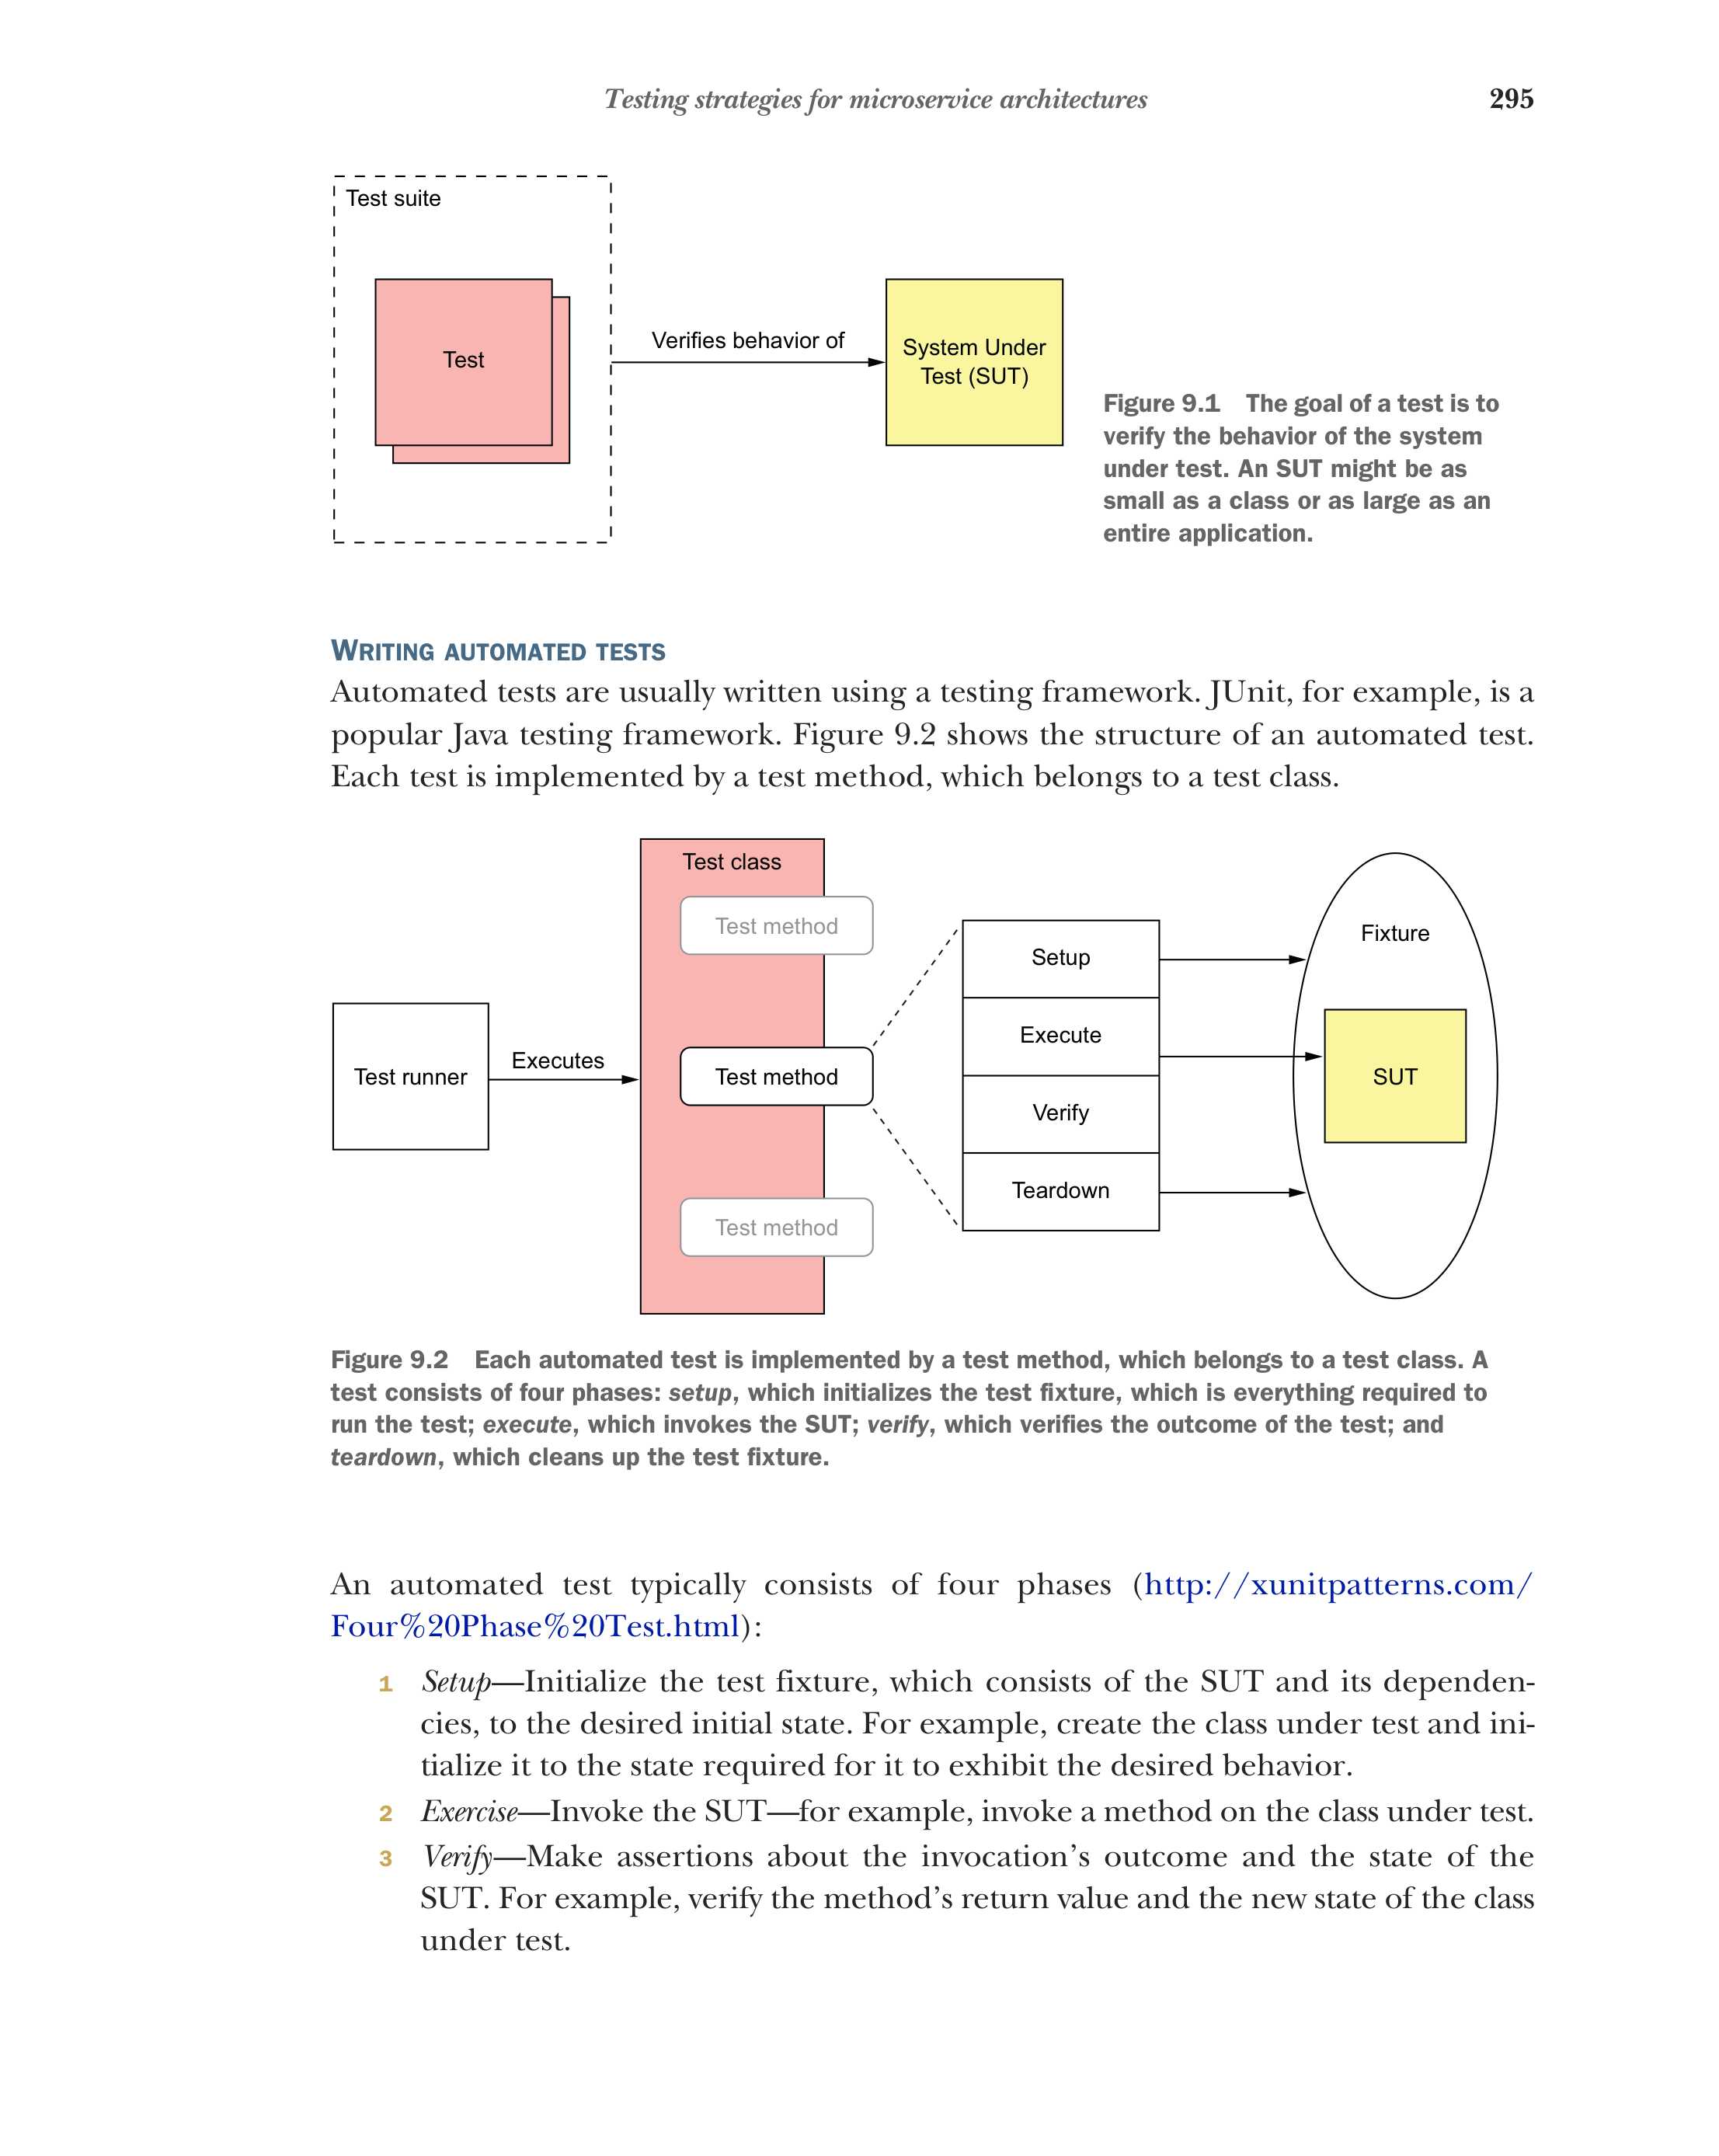 Testing strategies for microservice architectures 295
Test suite
Test
Verifies behavior of
System Under
Test (SUT)
Figure 9.1 The goal of a test is to
verify the behavior of the system
under test. An SUT might be as
small as a class or as large as an
entire application.
WRITING AUTOMATED TESTS
Automated tests are usually written using a testing framework. JUnit, for example, is a
popular Java testing framework. Figure 9.2 shows the structure of an automated test.
Each test is implemented by a test method, which belongs to a test class.
Test class
Test method
Test runner
Executes
Test method
Test method
Setup
Execute
Verify
Teardown
Fixture
SUT
Figure 9.2 Each automated test is implemented by a test method, which belongs to a test class. A
test consists of four phases: setup, which initializes the test fixture, which is everything required to
run the test; execute, which invokes the SUT; verify, which verifies the outcome of the test; and
teardown, which cleans up the test fixture.
An automated test typically consists of four phases (http://xunitpatterns.com/
Four%20Phase%20Test.html):
1 Setup—Initialize the test fixture, which consists of the SUT and its dependen-
cies, to the desired initial state. For example, create the class under test and ini-
tialize it to the state required for it to exhibit the desired behavior.
2 Exercise—Invoke the SUT—for example, invoke a method on the class under test.
3 Verify—Make assertions about the invocation's outcome and the state of the
SUT. For example, verify the method's return value and the new state of the class
under test.